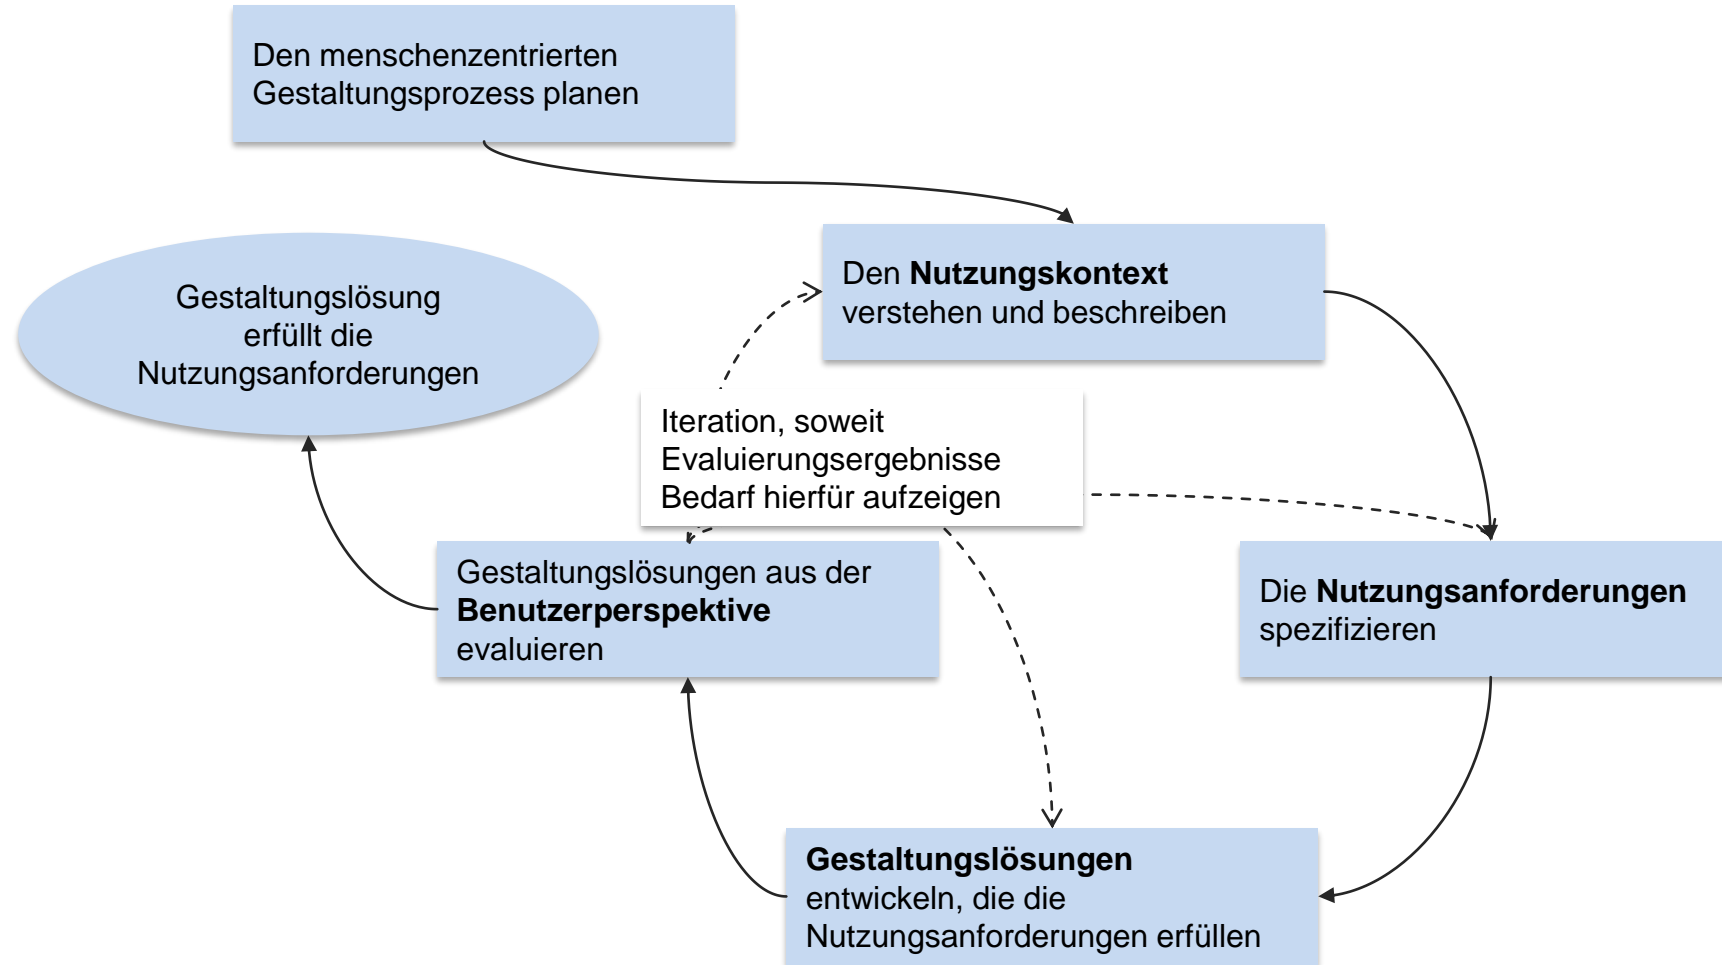 Den menschenzentrierten
Gestaltungsprozess planen
Den Nutzungskontext
verstehen und beschreiben
Gestaltungslösung
erfüllt die
Nutzungsanforderungen
Iteration, soweit
Evaluierungsergebnisse
Bedarf hierfür aufzeigen
Gestaltungslösungen aus der
Benutzerperspektive
evaluieren
Die Nutzungsanforderungen
spezifizieren
Gestaltungslösungen
entwickeln, die die
Nutzungsanforderungen erfüllen